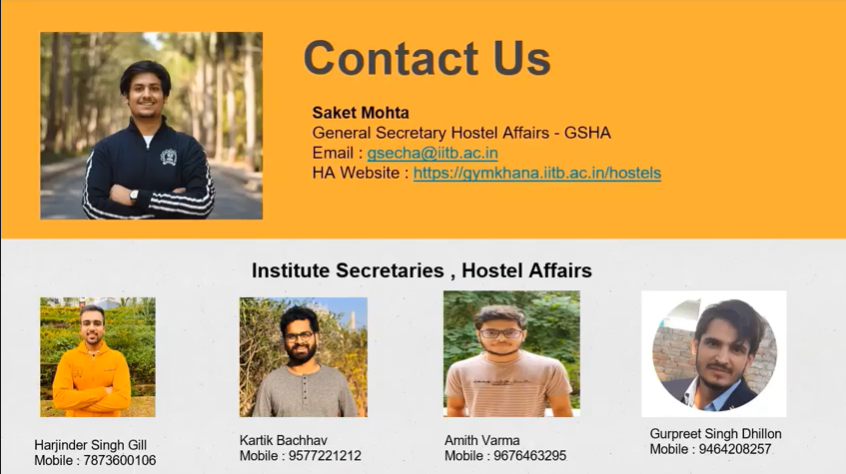 Contact Us
Saket Mohta
General Secretary Hostel Affairs - GSHA
Email : gsecha@iitb.ac.in
HA Website : https://gymkhana.iitb.ac.in/hostels
Institute Secretaries , Hostel Affairs
Harjinder Singh Gill
Mobile : 7873600106
Kartik Bachhav
Mobile : 9577221212
Amith Varma
Mobile : 9676463295
Gurpreet Singh Dhillon
Mobile : 9464208257